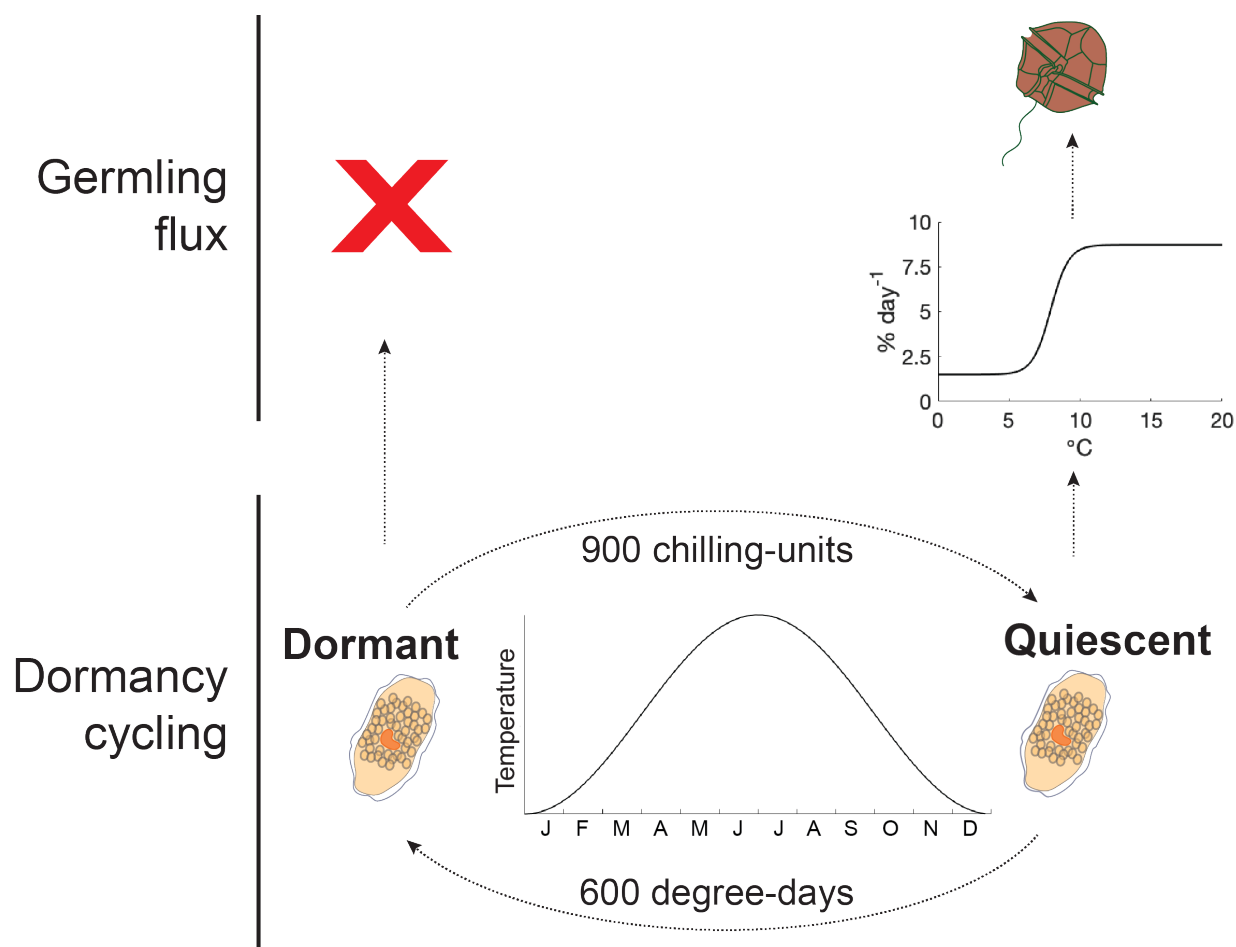 Germling
flux
10
7.5
5
2.5
0
% day-1
0 5 10 15 20
°C
Dormancy
cycling
900 chilling-units
Dormant
Quiescent
Temperature
J F M A M J J A S O N D
600 degree-days